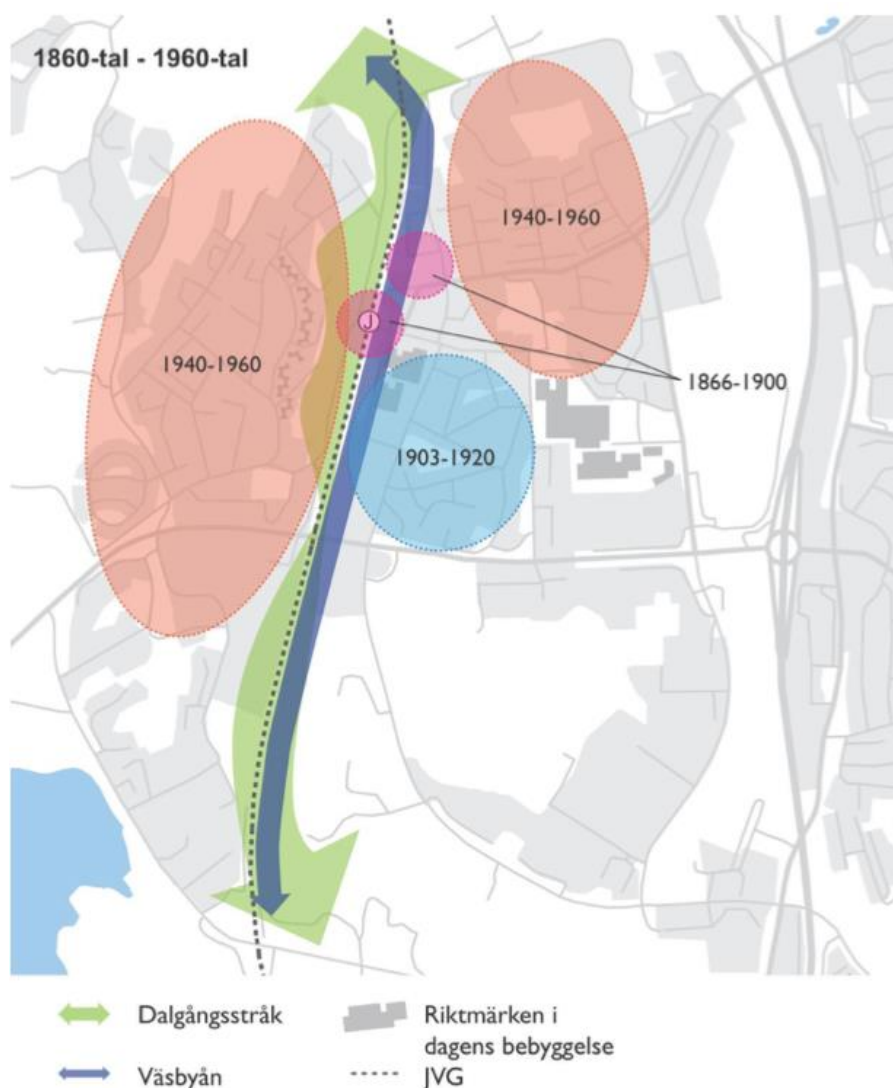 1860-tal - 1960-tal
1940-1960
J
1940-1960
1866-1900
1903-1920
Dalgångsstråk
Riktmärken i
dagens bebyggelse
Väsbyån
JVG